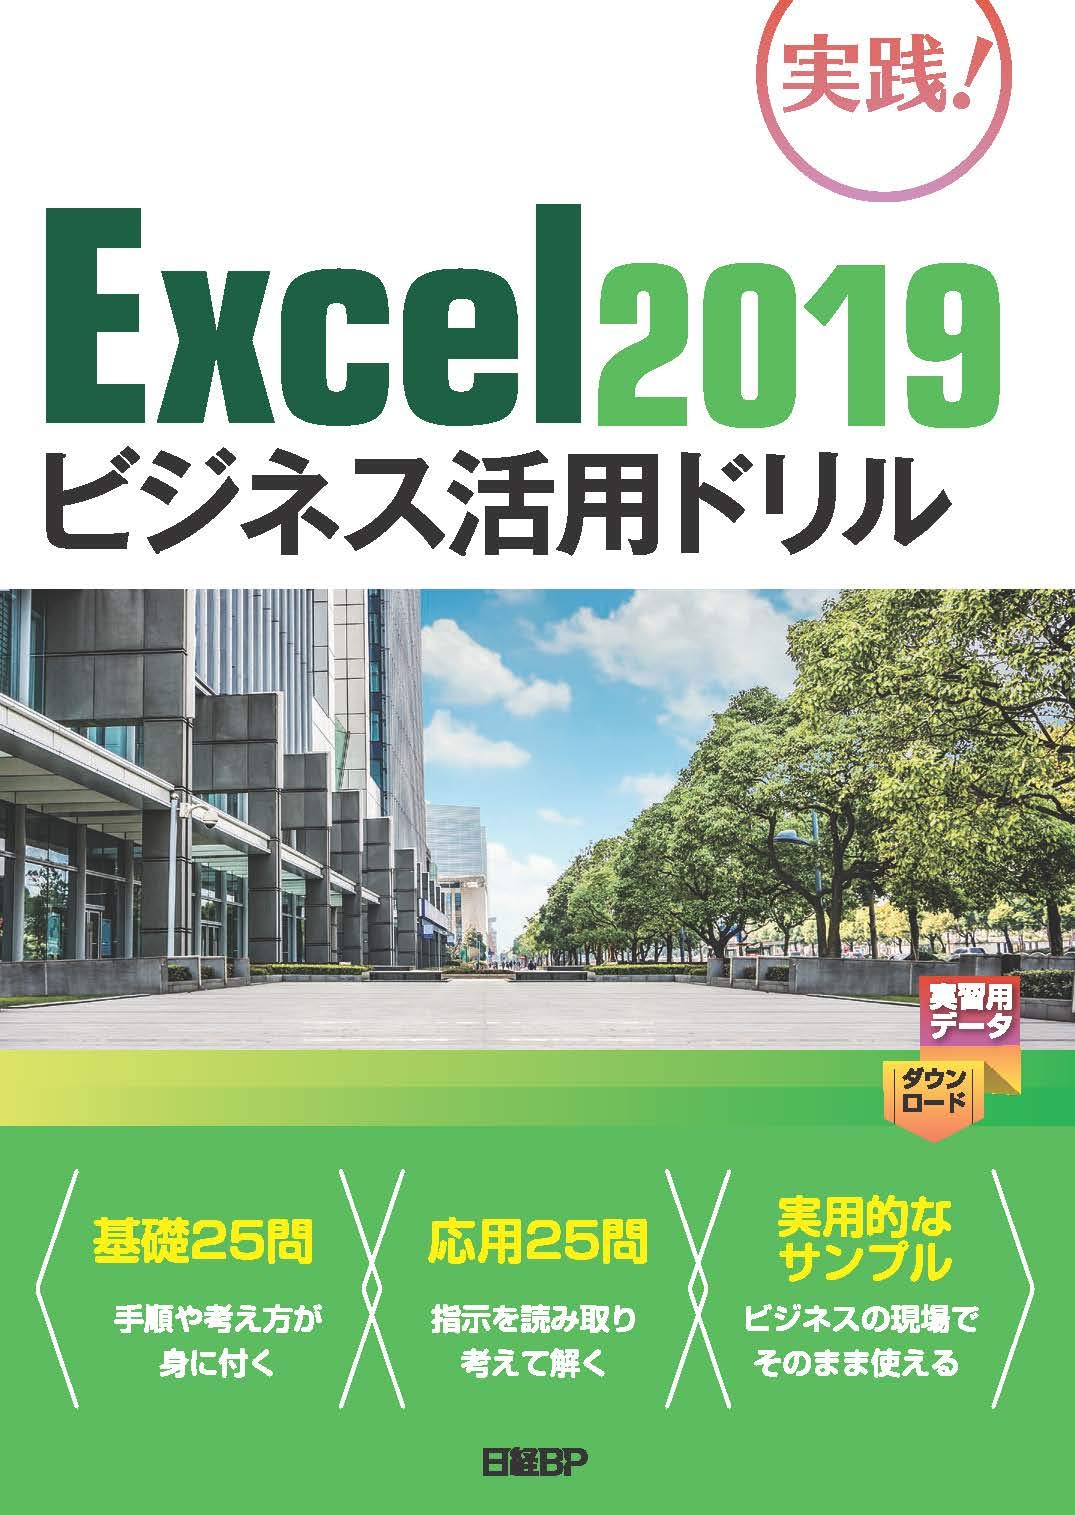 実践!
Excel2019
ビジネス活用ドリル
実習用
データ
ダウン
ロード
基礎25問
手順や考え方が
身に付く
応用25問
指示を読み取り
考えて解く
実用的な
サンプル
ビジネスの現場で
そのまま使える
日経BP